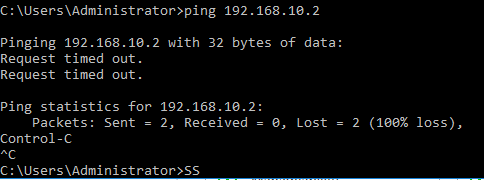 C:\Users\Administrator>ping 192.168.10.2
Pinging 192.168.10.2 with 32 bytes of data:
Request timed out.
Request timed out.
Ping statistics for 192.168.10.2:
Packets: Sent = 2, Received = 0, Lost = 2 (100% loss),
Control-C
^C
C:\Users\Administrator>SS